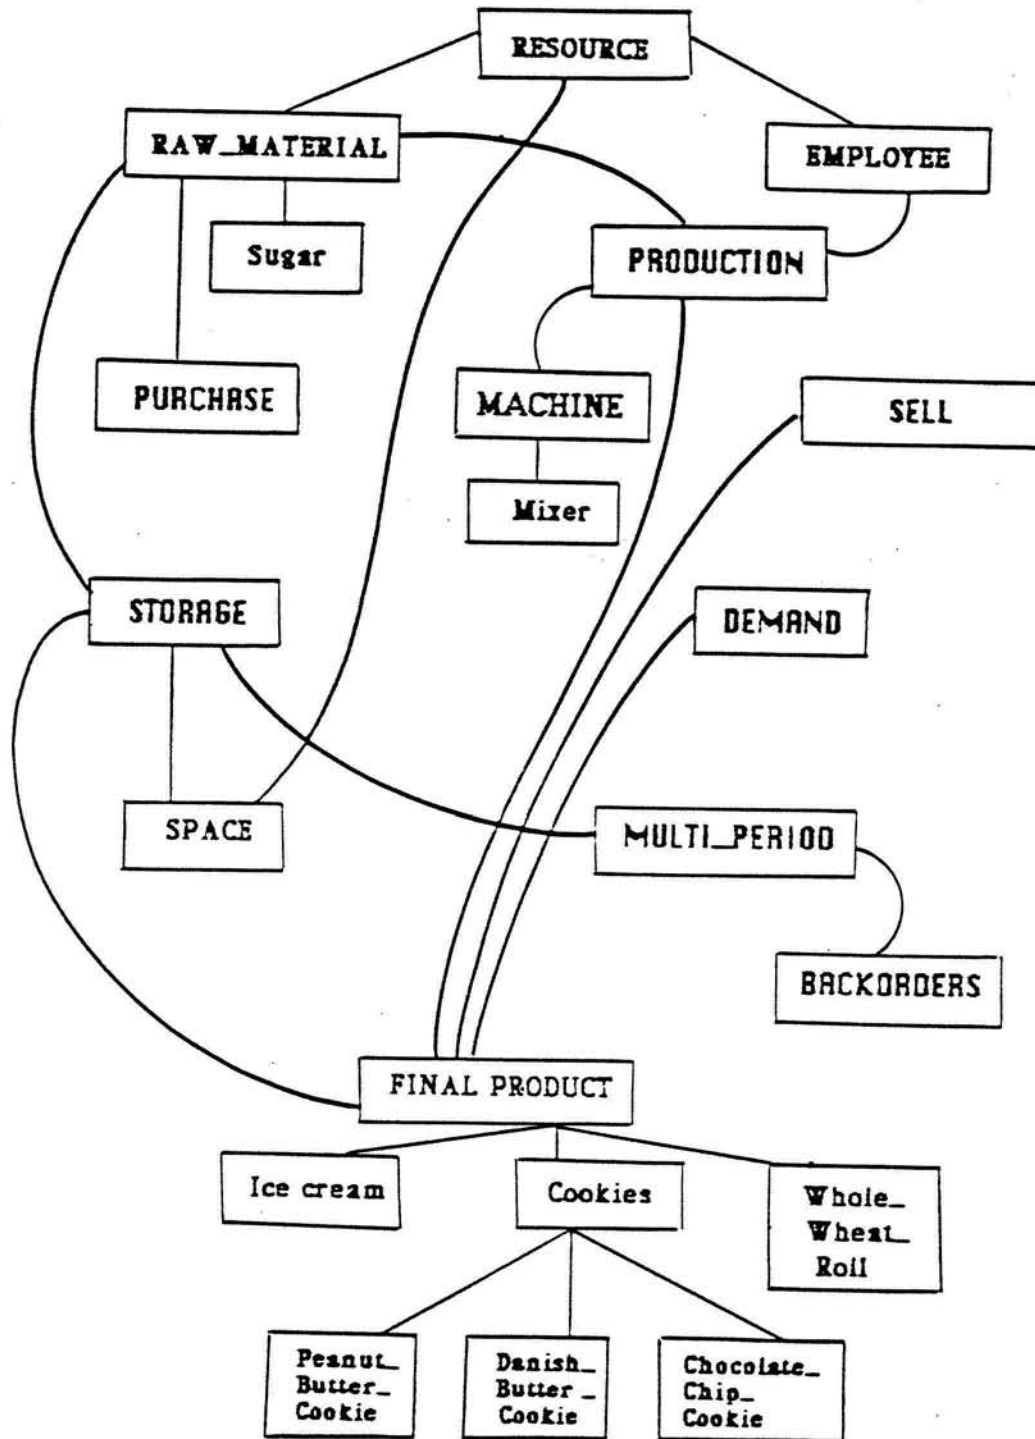 RESOURCE
RAW_MATERIAL
EMPLOYEE
Sugar
PRODUCTION
PURCHASE
MACHINE
SELL
Mixer
STORAGE
DEMAND
SPACE
MULTI_PERIOD
BACKORDERS
FINAL PRODUCT
Ice cream
Cookies
Whole_
Wheat_
Roll
Peanut_
Butter_
Cookie
Danish_
Butter_
Cookie
Chocolate_
Chip_
Cookie